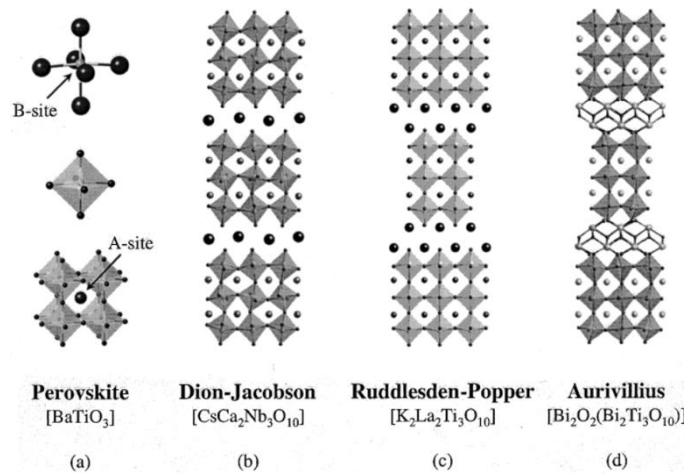 B-site
A-site
Perovskite Dion-Jacobson Ruddlesden-Popper Aurivillius
[BaTiO₃] [CsCa₂Nb₃O₁₀] [K₂La₂Ti₃O₁₀] [Bi₂O₂(Bi₂Ti₃O₁₀)]
(a) (b) (c) (d)